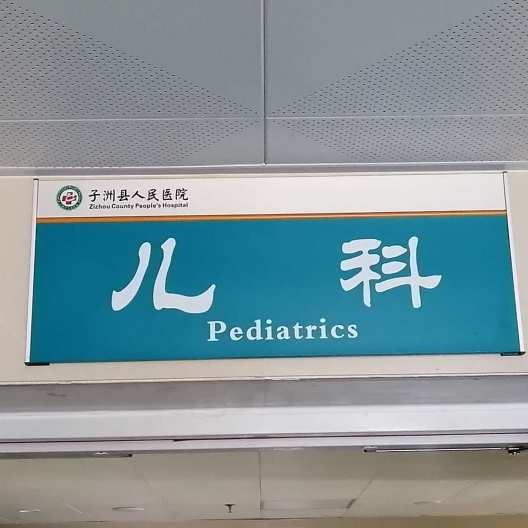 子洲县人民医院
Zizhou County People's Hospital
儿科
Pediatrics